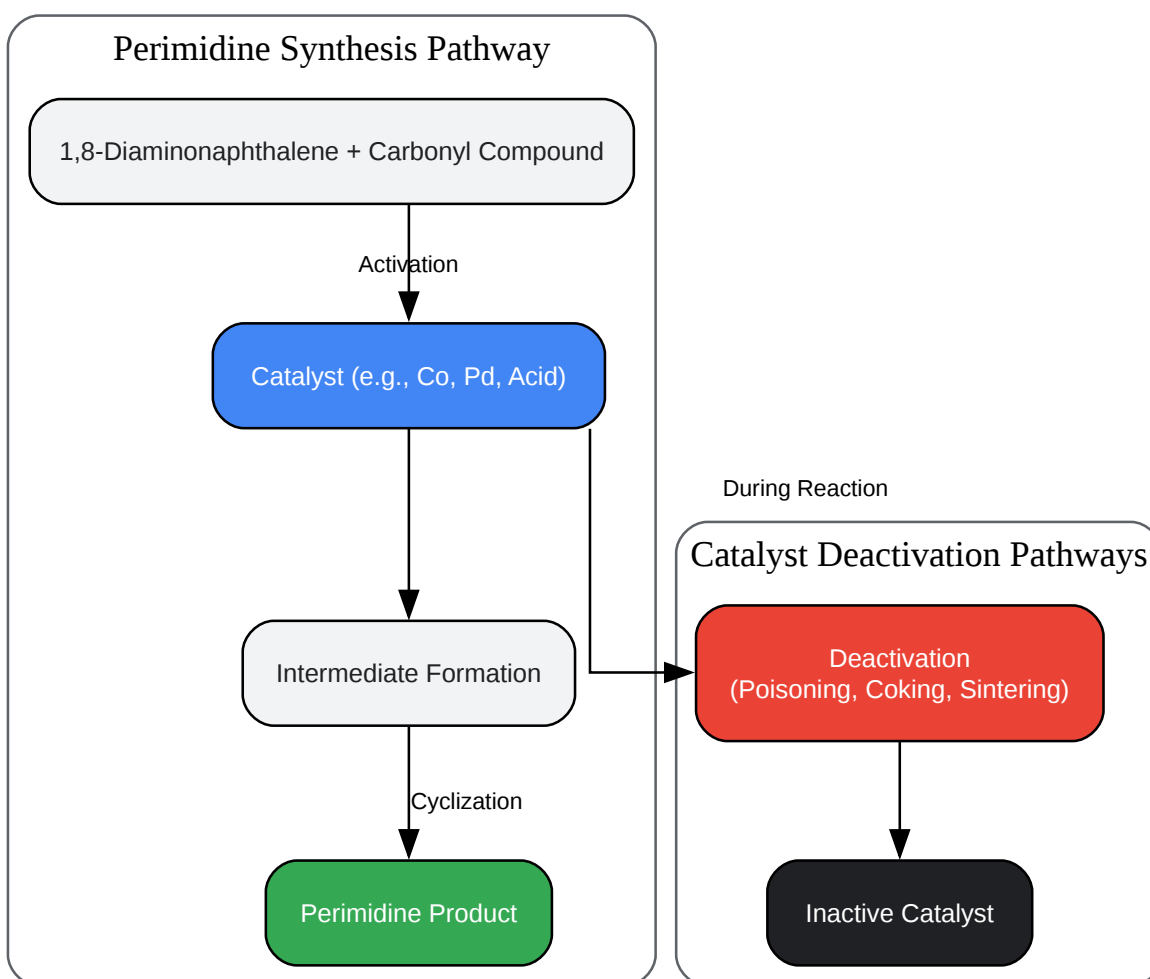 Perimidine Synthesis Pathway
1,8-Diaminonaphthalene + Carbonyl Compound
Activation
Catalyst (e.g., Co, Pd, Acid)
Intermediate Formation
Cyclization
Perimidine Product
During Reaction
Catalyst Deactivation Pathways
Deactivation
(Poisoning, Coking, Sintering)
Inactive Catalyst